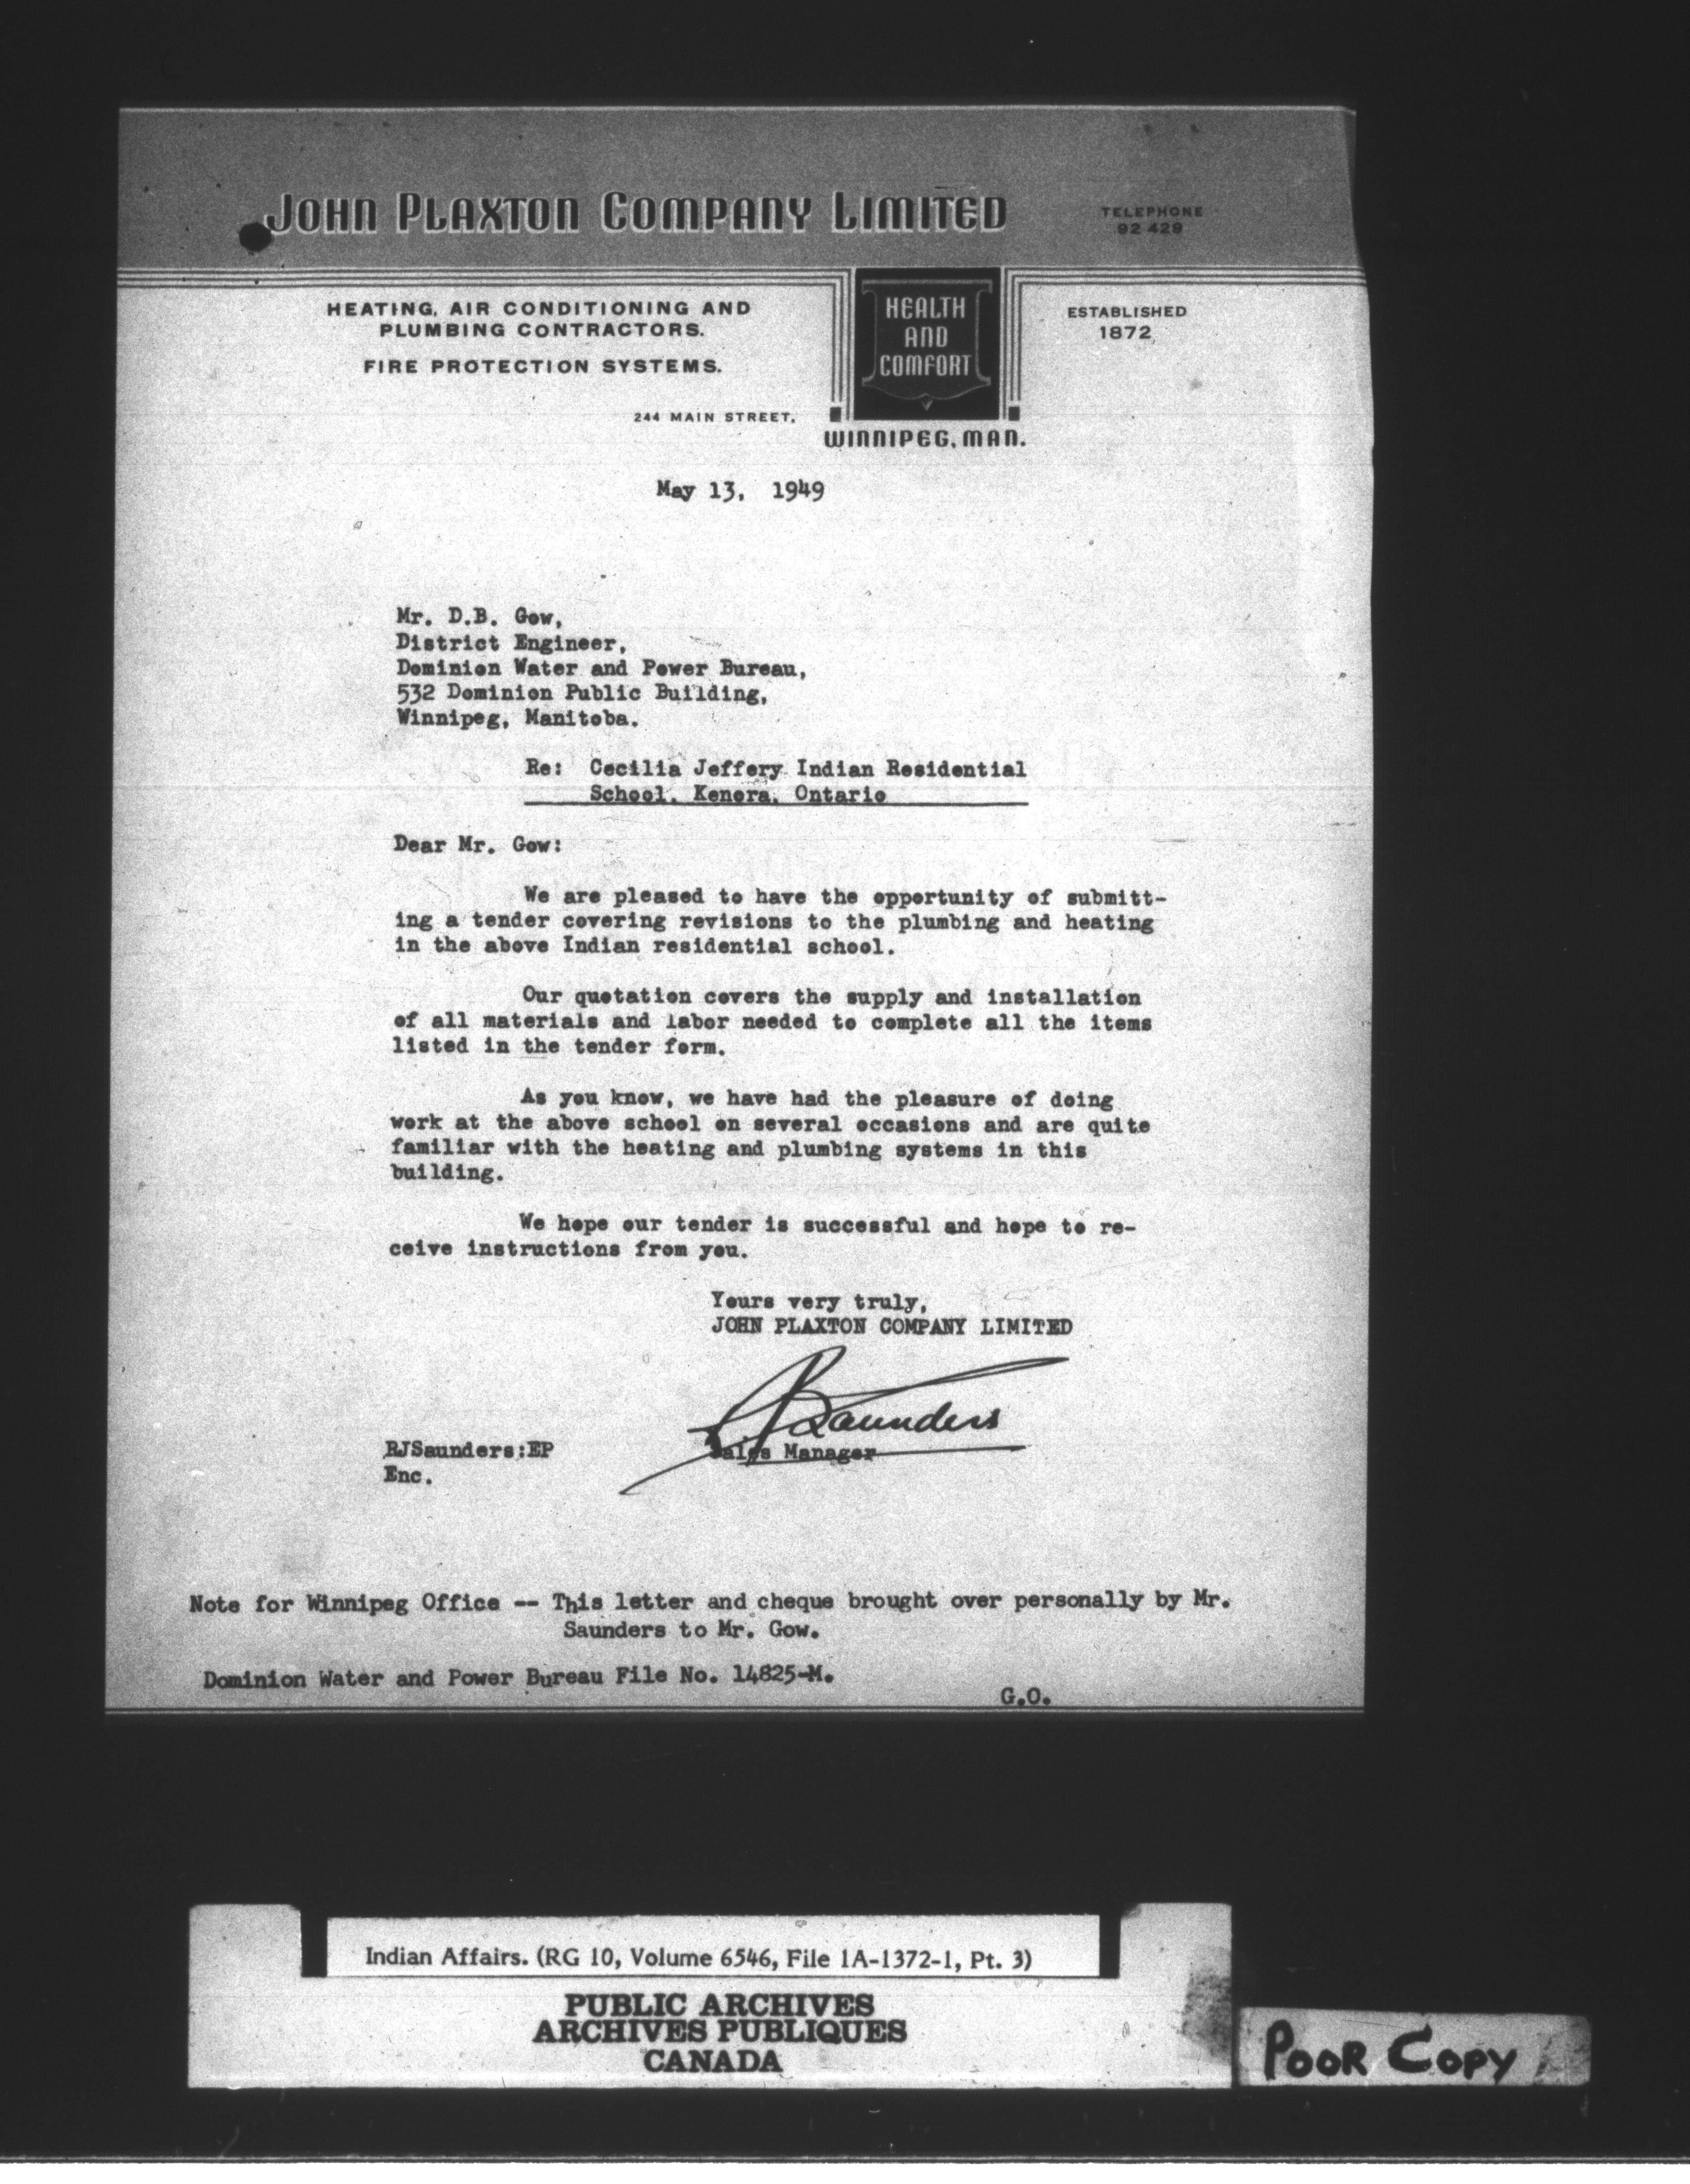 JOHN PLAXTON COMPANY LIMITED
TELEPHONE
92 429
HEATING, AIR CONDITIONING AND
PLUMBING CONTRACTORS.
FIRE PROTECTION SYSTEMS.
HEALTH
AND
COMFORT
ESTABLISHED
1872
244 MAIN STREET,
WINNIPEG, MAN.
May 13, 1949
Mr. D.B. Gow,
District Engineer,
Dominion Water and Power Bureau,
532 Dominion Public Building,
Winnipeg, Manitoba.
Re: Cecilia Jeffery Indian Residential
School, Kenora, Ontario
Dear Mr. Gow:
We are pleased to have the opportunity of submitt-
ing a tender covering revisions to the plumbing and heating
in the above Indian residential school.
Our quotation covers the supply and installation
of all materials and labor needed to complete all the items
listed in the tender form.
As you know, we have had the pleasure of doing
work at the above school on several occasions and are quite
familiar with the heating and plumbing systems in this
building.
We hope our tender is successful and hope to re-
ceive instructions from you.
Yours very truly,
JOHN PLAXTON COMPANY LIMITED
RJSaunders
Sales Manager
RJSaunders:EP
Enc.
Note for Winnipeg Office -- This letter and cheque brought over personally by Mr.
Saunders to Mr. Gow.
Dominion Water and Power Bureau File No. 14825-M.
G.O.
Indian Affairs. (RG 10, Volume 6546, File 1A-1372-1, Pt. 3)
PUBLIC ARCHIVES
ARCHIVES PUBLIQUES
CANADA
POOR COPY